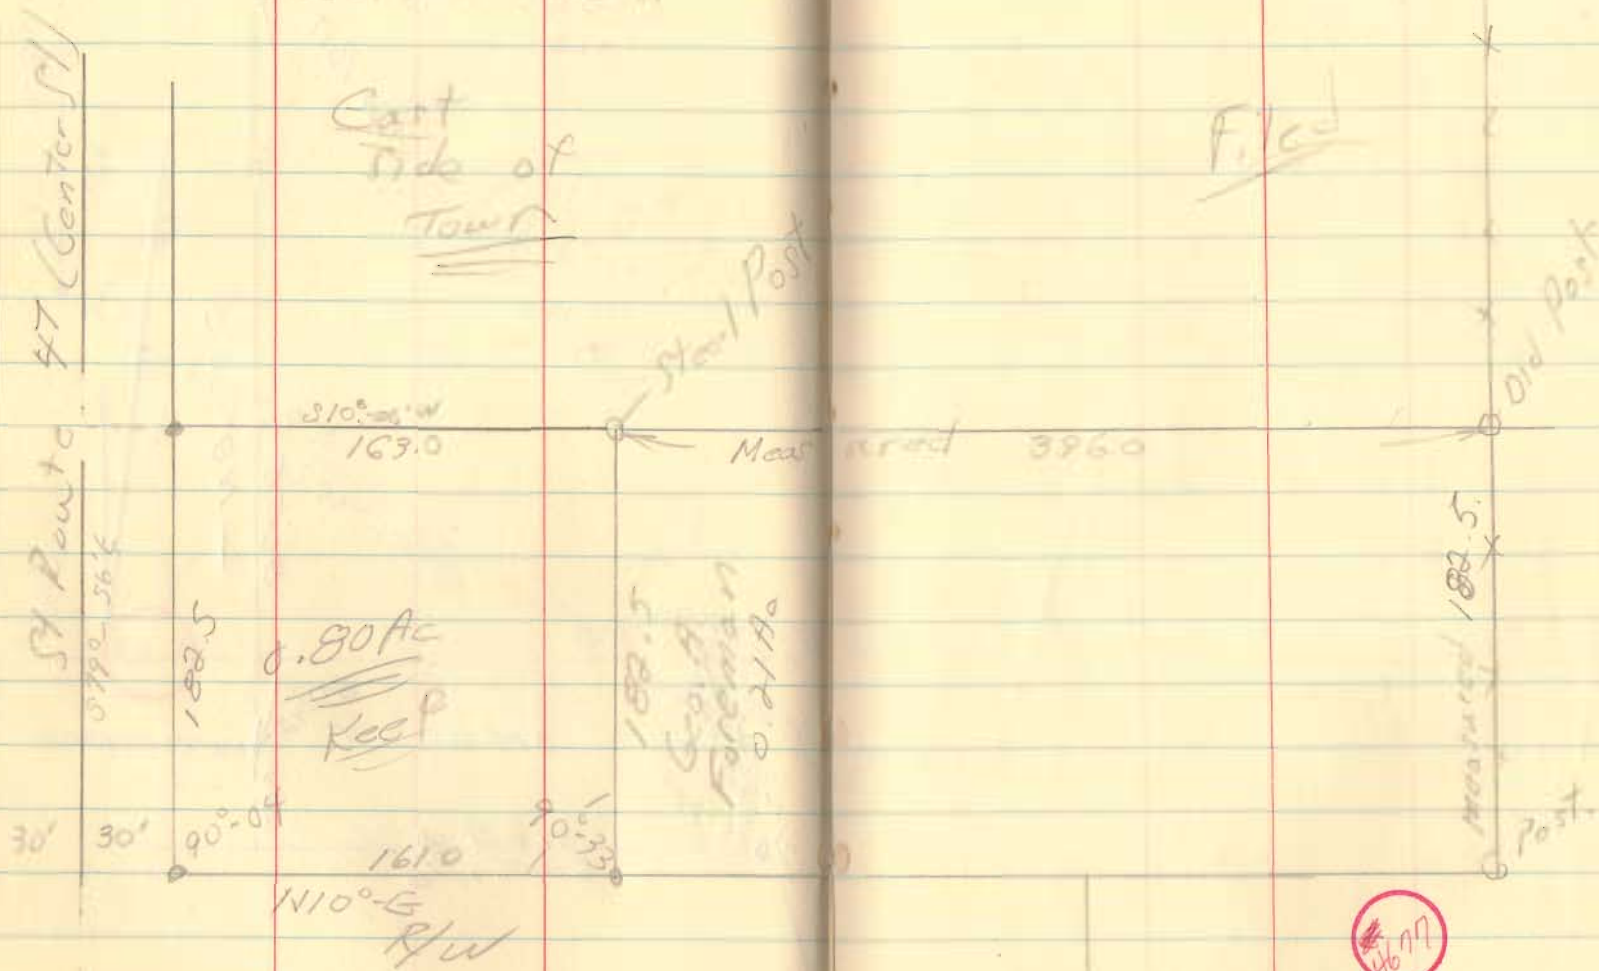 St Route 47 (Center St)
S79°-56'E
30'
30'
182.5
East
Side of
Town
163.0
0.80 Ac
Keep
90°-04'
90°-33'
161.0
N10°-E
R/W
Steel Post
Measured 396.0
182.5
Geo. A
Foreman
0.21 Ac
Filed
Old Post
Measured 182.5
Post.
4677